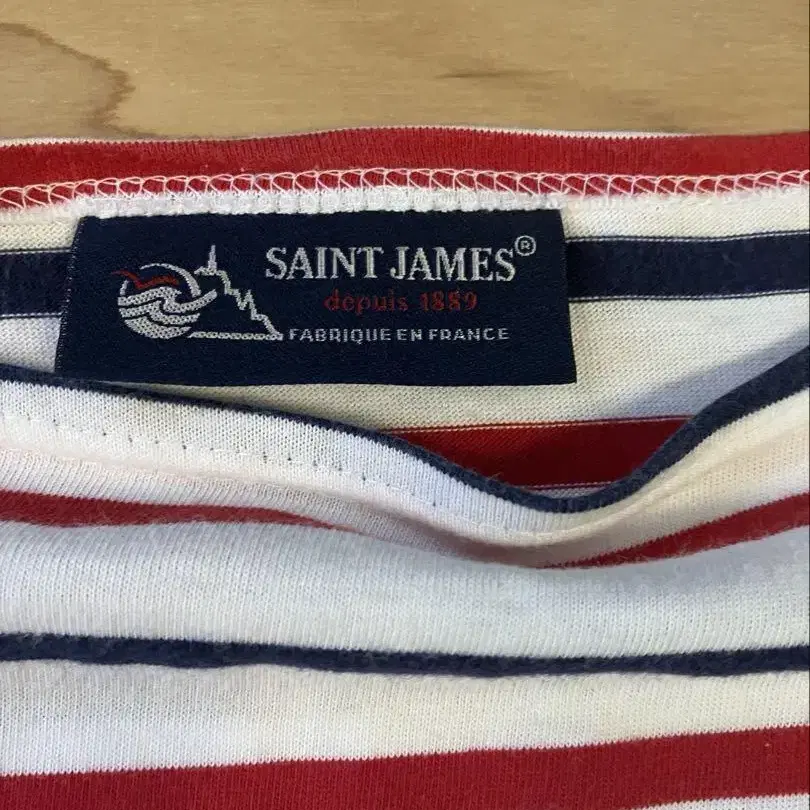 SAINT JAMES®
depuis 1889
FABRIQUE EN FRANCE